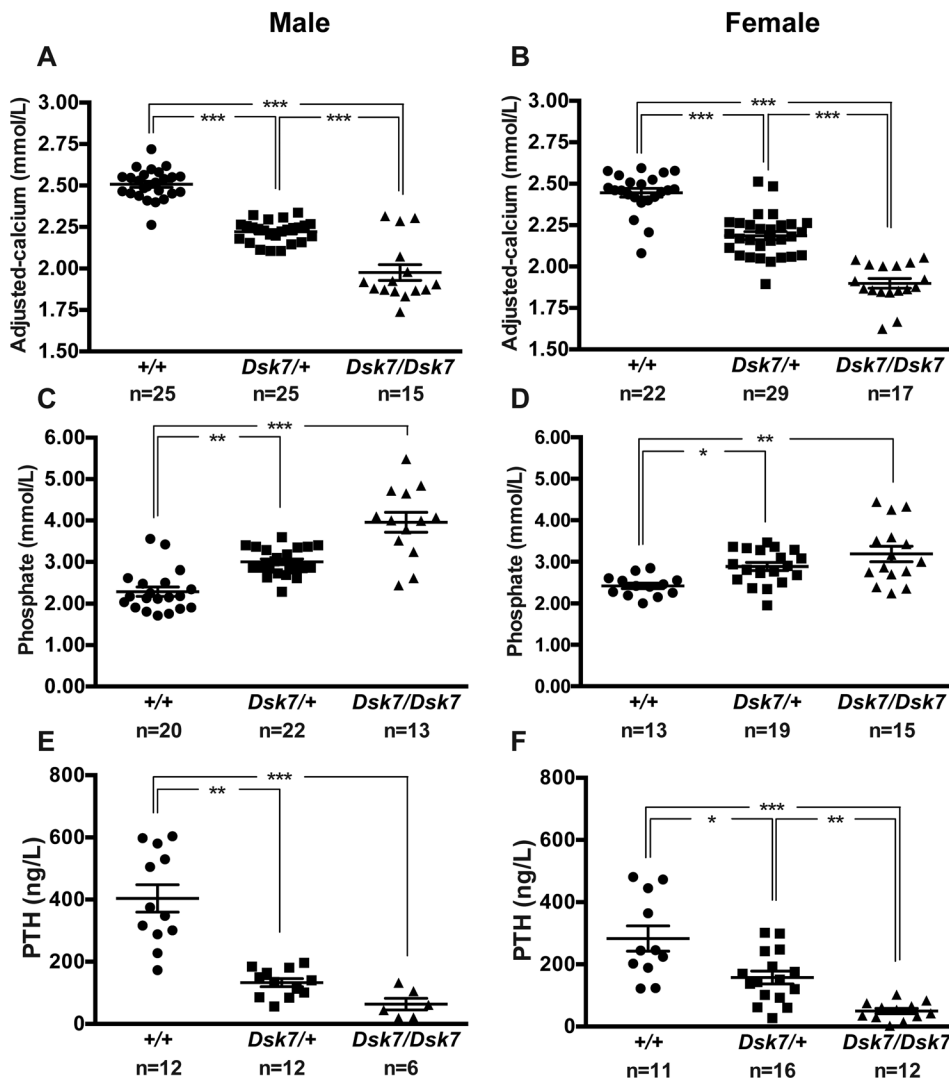 Male
Female
A
B
Adjusted-calcium (mmol/L)
3.00
2.75
2.50
2.25
2.00
1.75
1.50
***
*** ***
+/+ Dsk7/+ Dsk7/Dsk7
n=25 n=25 n=15
Adjusted-calcium (mmol/L)
3.00
2.75
2.50
2.25
2.00
1.75
1.50
***
*** ***
+/+ Dsk7/+ Dsk7/Dsk7
n=22 n=29 n=17
C
D
Phosphate (mmol/L)
6.00
5.00
4.00
3.00
2.00
1.00
0.00
***
**
+/+ Dsk7/+ Dsk7/Dsk7
n=20 n=22 n=13
Phosphate (mmol/L)
6.00
5.00
4.00
3.00
2.00
1.00
0.00
**
*
+/+ Dsk7/+ Dsk7/Dsk7
n=13 n=19 n=15
E
F
PTH (ng/L)
800
600
400
200
0
***
**
+/+ Dsk7/+ Dsk7/Dsk7
n=12 n=12 n=6
PTH (ng/L)
800
600
400
200
0
***
* **
+/+ Dsk7/+ Dsk7/Dsk7
n=11 n=16 n=12